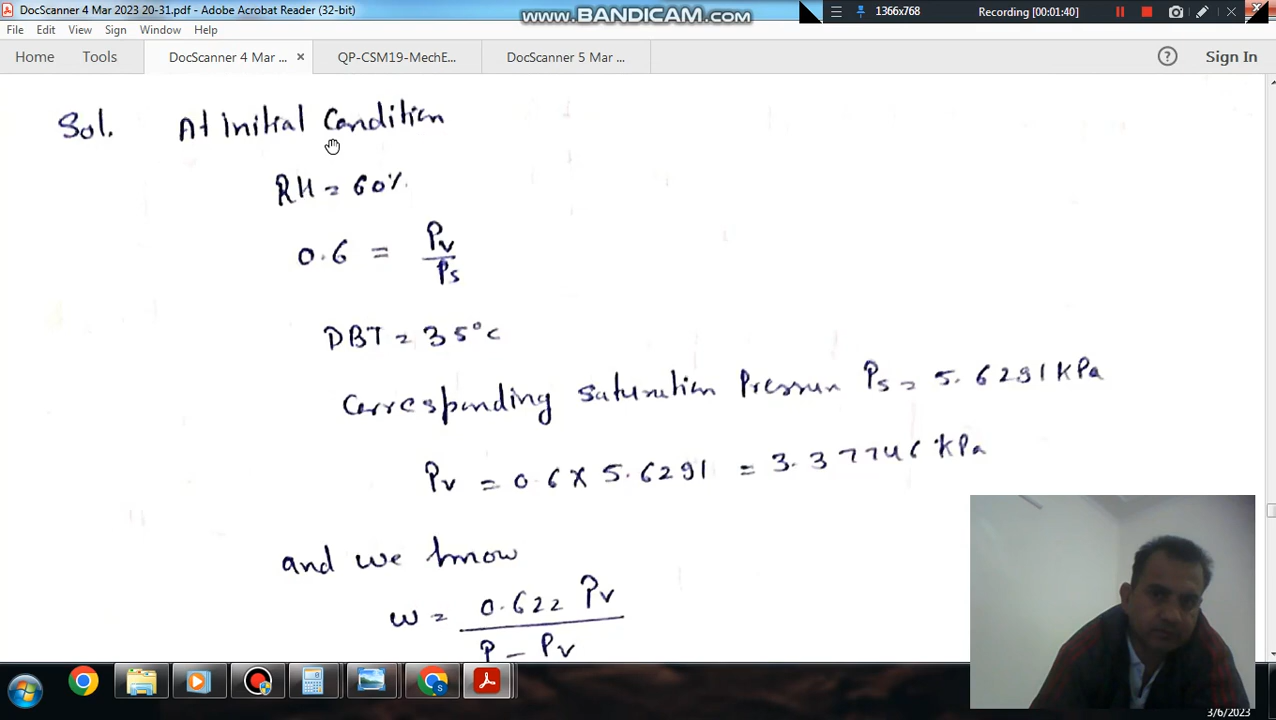 DocScanner 4 Mar 2023 20-31.pdf - Adobe Acrobat Reader (32-bit)
www.BANDICAM.com
1366x768
Recording [00:01:40]
File Edit View Sign Window Help
Home Tools DocScanner 4 Mar ... × QP-CSM19-MechE... DocScanner 5 Mar ... Sign In
Sol. At initial Condition
RH = 60%
0.6 = Pv
Ps
DBT = 35°C
Corresponding saturation Pressure Ps = 5.6291 kPa
Pv = 0.6 X 5.6291 = 3.37746 kPa
and we know
w = 0.622 Pv
P - Pv
3/6/2023